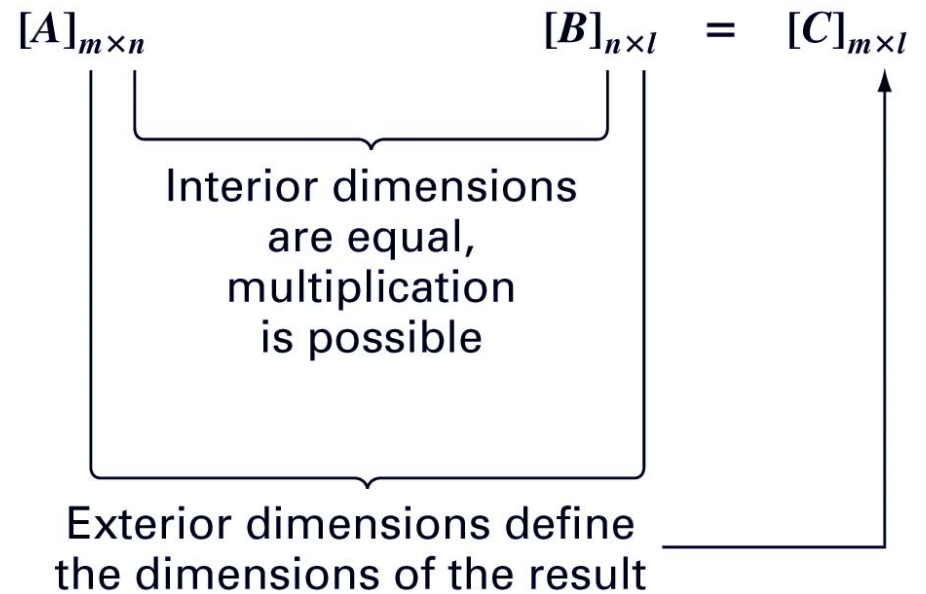 [A]m×n [B]n×l = [C]m×l
Interior dimensions
are equal,
multiplication
is possible
Exterior dimensions define
the dimensions of the result